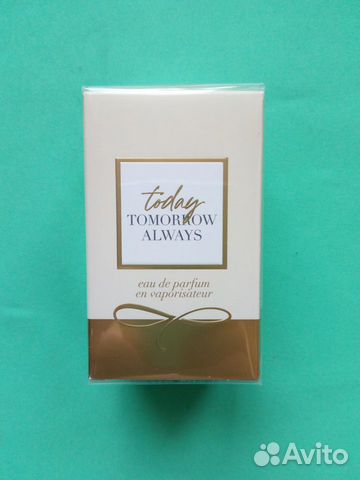 today
TOMORROW
ALWAYS
eau de parfum
en vaporisateur
Avito